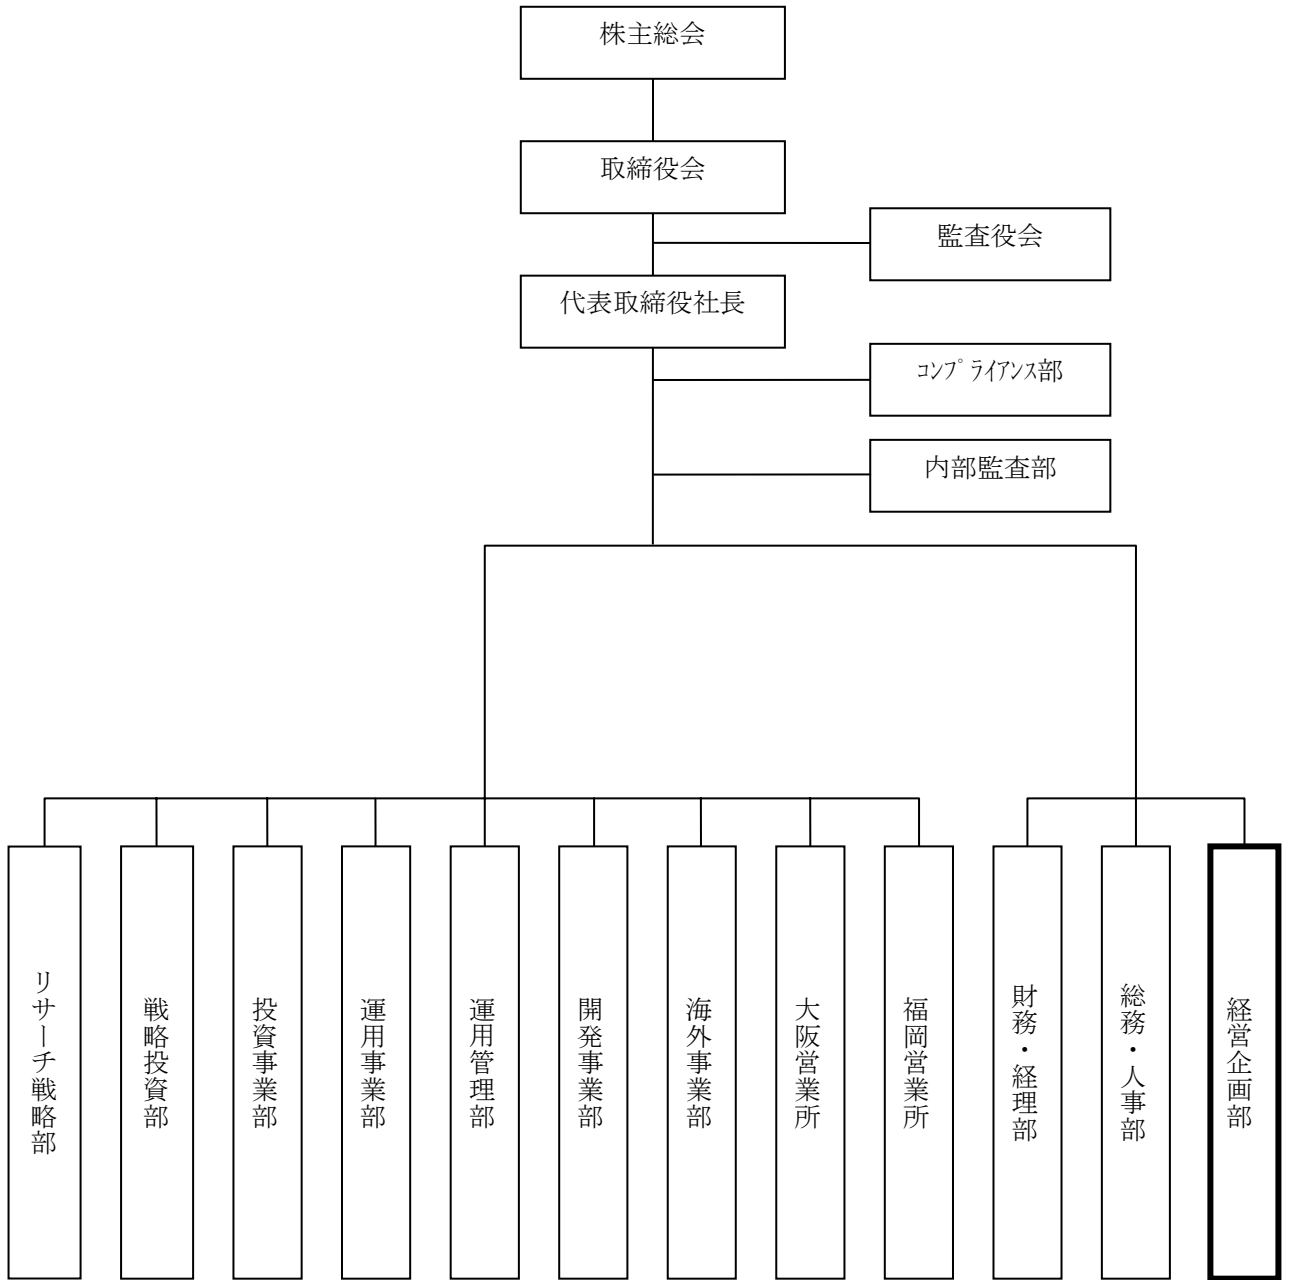 株主総会
取締役会
監査役会
代表取締役社長
ｺﾝﾌﾟﾗｲｱﾝｽ部
内部監査部
リサーチ戦略部
戦略投資部
投資事業部
運用事業部
運用管理部
開発事業部
海外事業部
大阪営業所
福岡営業所
財務・経理部
総務・人事部
経営企画部